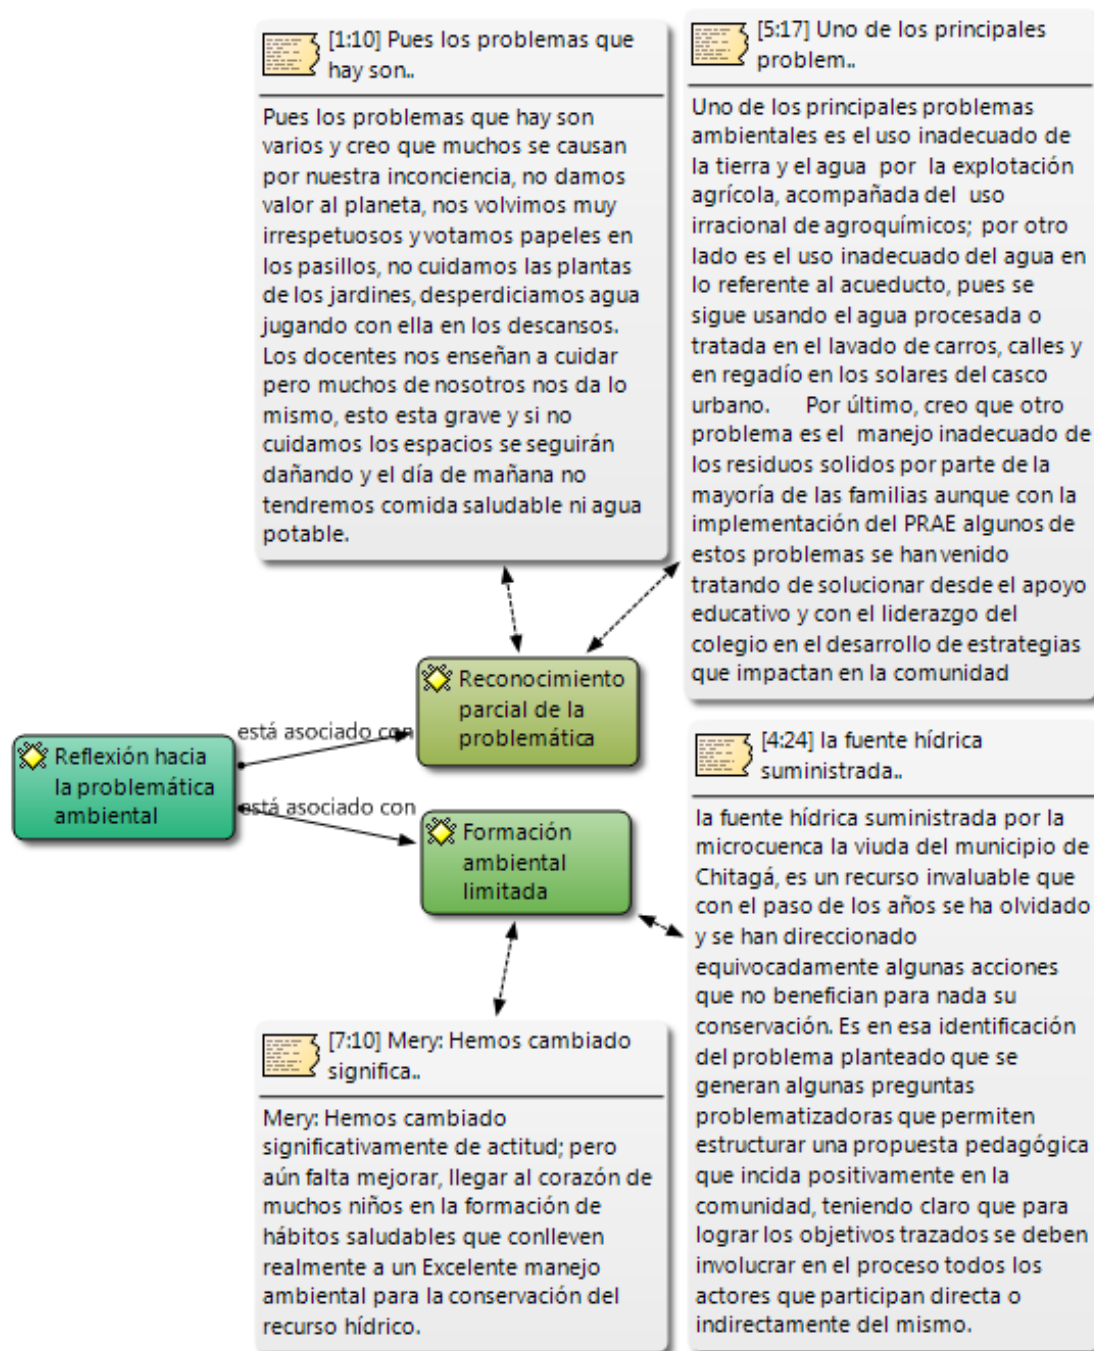 [1:10] Pues los problemas que
hay son..
Pues los problemas que hay son
varios y creo que muchos se causan
por nuestra inconciencia, no damos
valor al planeta, nos volvimos muy
irrespetuosos y votamos papeles en
los pasillos, no cuidamos las plantas
de los jardines, desperdiciamos agua
jugando con ella en los descansos.
Los docentes nos enseñan a cuidar
pero muchos de nosotros nos da lo
mismo, esto esta grave y si no
cuidamos los espacios se seguirán
dañando y el día de mañana no
tendremos comida saludable ni agua
potable.
[5:17] Uno de los principales
problem..
Uno de los principales problemas
ambientales es el uso inadecuado de
la tierra y el agua por la explotación
agrícola, acompañada del uso
irracional de agroquímicos; por otro
lado es el uso inadecuado del agua en
lo referente al acueducto, pues se
sigue usando el agua procesada o
tratada en el lavado de carros, calles y
en regadío en los solares del casco
urbano. Por último, creo que otro
problema es el manejo inadecuado de
los residuos solidos por parte de la
mayoría de las familias aunque con la
implementación del PRAE algunos de
estos problemas se han venido
tratando de solucionar desde el apoyo
educativo y con el liderazgo del
colegio en el desarrollo de estrategias
que impactan en la comunidad
Reconocimiento
parcial de la
problemática
está asociado con
Reflexión hacia
la problemática
ambiental
está asociado con
Formación
ambiental
limitada
[4:24] la fuente hídrica
suministrada..
la fuente hídrica suministrada por la
microcuenca la viuda del municipio de
Chitagá, es un recurso invaluable que
con el paso de los años se ha olvidado
y se han direccionado
equivocadamente algunas acciones
que no benefician para nada su
conservación. Es en esa identificación
del problema planteado que se
generan algunas preguntas
problematizadoras que permiten
estructurar una propuesta pedagógica
que incida positivamente en la
comunidad, teniendo claro que para
lograr los objetivos trazados se deben
involucrar en el proceso todos los
actores que participan directa o
indirectamente del mismo.
[7:10] Mery: Hemos cambiado
significa..
Mery: Hemos cambiado
significativamente de actitud; pero
aún falta mejorar, llegar al corazón de
muchos niños en la formación de
hábitos saludables que conlleven
realmente a un Excelente manejo
ambiental para la conservación del
recurso hídrico.